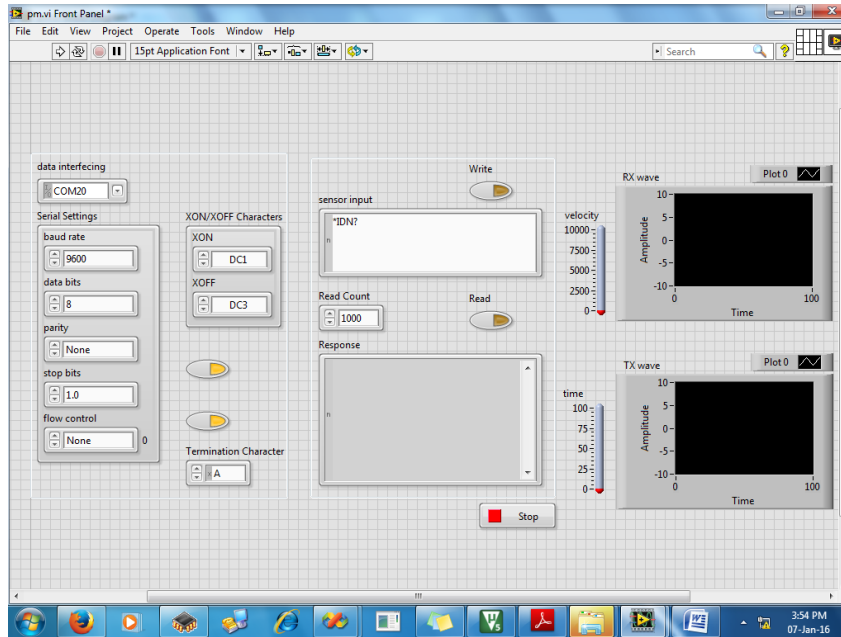 pm.vi Front Panel *
File Edit View Project Operate Tools Window Help
15pt Application Font
Search
data interfecing
COM20
Serial Settings
baud rate
9600
data bits
8
parity
None
stop bits
1.0
flow control
None 0
XON/XOFF Characters
XON
DC1
XOFF
DC3
Termination Character
x A
Write
sensor input
n *IDN?
Read Count
1000
Read
Response
n
Stop
velocity
10000
7500
5000
2500
0
time
100
75
50
25
0
RX wave
Plot 0
Amplitude
10
5
0
-5
-10
0 100
Time
TX wave
Plot 0
Amplitude
10
5
0
-5
-10
0 100
Time
3:54 PM
07-Jan-16